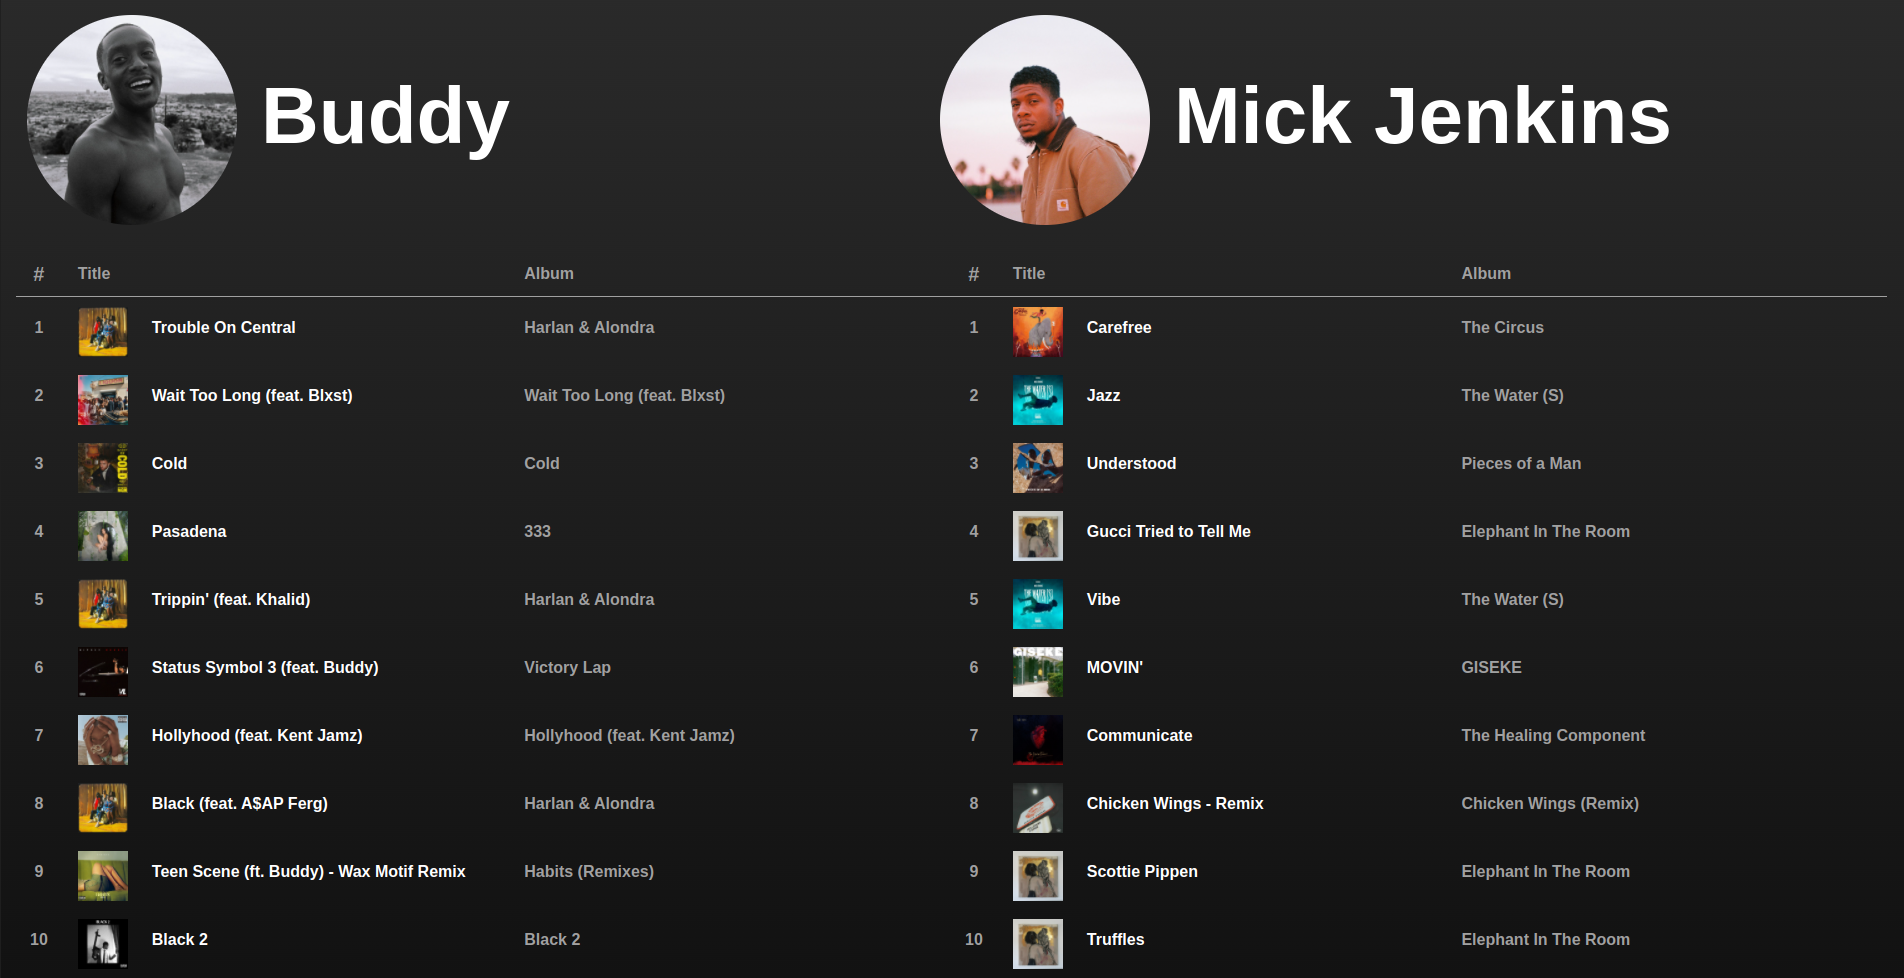 Buddy
Mick Jenkins
# Title Album
1 Trouble On Central Harlan & Alondra
2 Wait Too Long (feat. Blxst) Wait Too Long (feat. Blxst)
3 Cold Cold
4 Pasadena 333
5 Trippin' (feat. Khalid) Harlan & Alondra
6 Status Symbol 3 (feat. Buddy) Victory Lap
7 Hollyhood (feat. Kent Jamz) Hollyhood (feat. Kent Jamz)
8 Black (feat. A$AP Ferg) Harlan & Alondra
9 Teen Scene (ft. Buddy) - Wax Motif Remix Habits (Remixes)
10 Black 2 Black 2
# Title Album
1 Carefree The Circus
2 Jazz The Water (S)
3 Understood Pieces of a Man
4 Gucci Tried to Tell Me Elephant In The Room
5 Vibe The Water (S)
6 MOVIN' GISEKE
7 Communicate The Healing Component
8 Chicken Wings - Remix Chicken Wings (Remix)
9 Scottie Pippen Elephant In The Room
10 Truffles Elephant In The Room
COLD
GISEKE